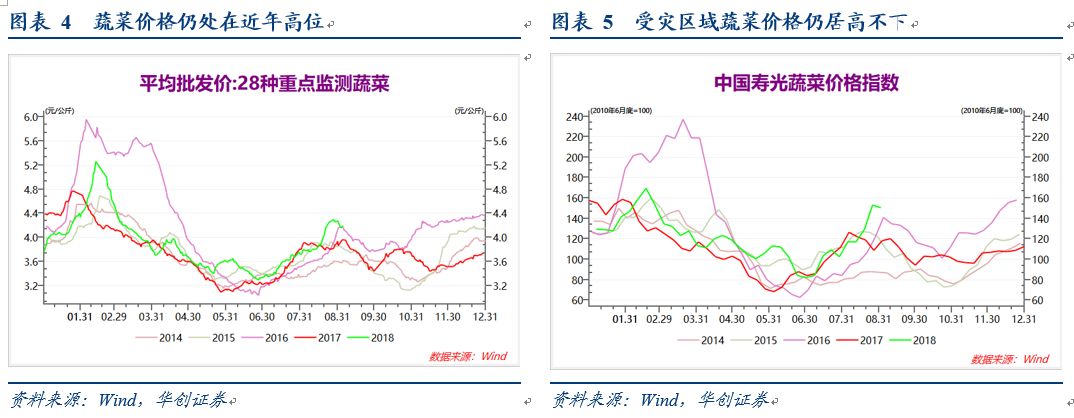 图表 4 蔬菜价格仍处在近年高位
平均批发价:28种重点监测蔬菜
(元/公斤)
(元/公斤)
6.0
5.6
5.2
4.8
4.4
4.0
3.6
3.2
6.0
5.6
5.2
4.8
4.4
4.0
3.6
3.2
01.31 02.29 03.31 04.30 05.31 06.30 07.31 08.31 09.30 10.31 11.30 12.31
2014 2015 2016 2017 2018
数据来源：Wind
资料来源：Wind，华创证券
图表 5 受灾区域蔬菜价格仍居高不下
中国寿光蔬菜价格指数
(2010年6月底=100)
(2010年6月底=100)
240
220
200
180
160
140
120
100
80
60
240
220
200
180
160
140
120
100
80
60
01.31 02.29 03.31 04.30 05.31 06.30 07.31 08.31 09.30 10.31 11.30 12.31
2014 2015 2016 2017 2018
数据来源：Wind
资料来源：Wind，华创证券